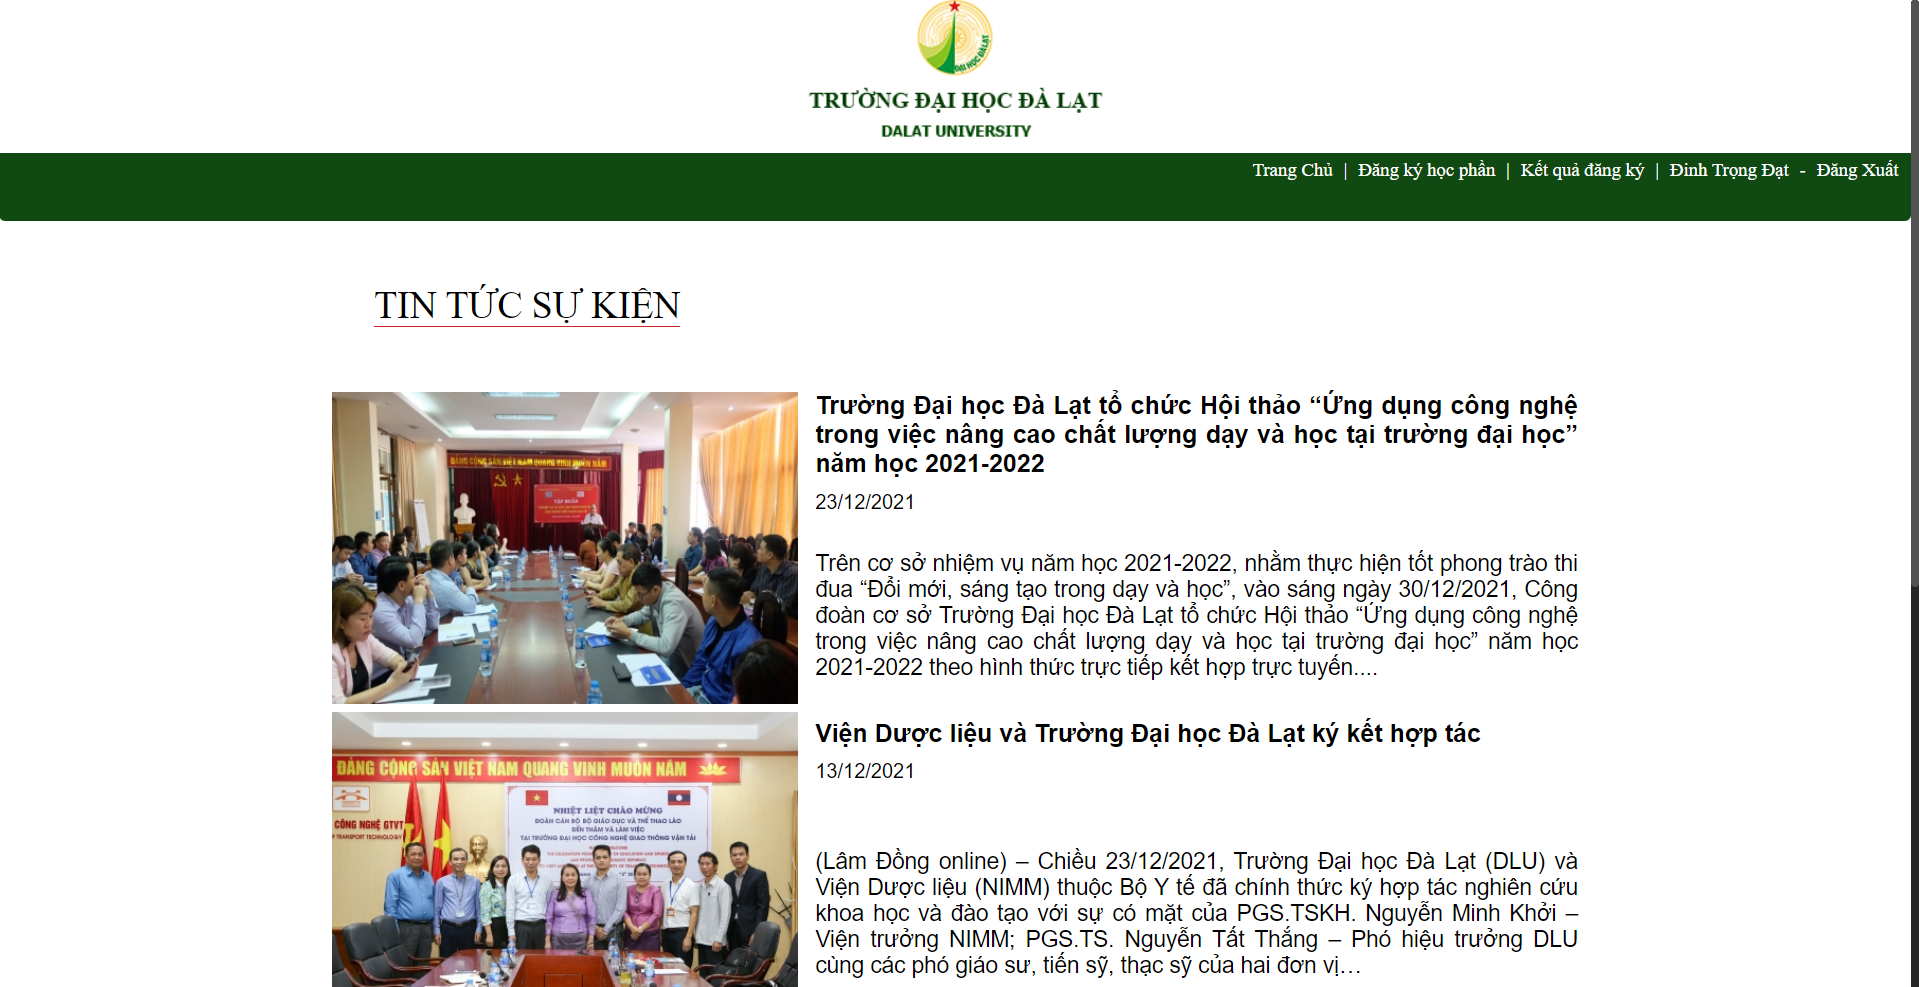 ĐẠI HỌC ĐÀ LẠT
TRƯỜNG ĐẠI HỌC ĐÀ LẠT
DALAT UNIVERSITY
Trang Chủ | Đăng ký học phần | Kết quả đăng ký | Đinh Trọng Đạt - Đăng Xuất
TIN TỨC SỰ KIỆN
ĐẢNG CỘNG SẢN VIỆT NAM QUANG VINH MUÔN NĂM
TẬP HUẤN
Trường Đại học Đà Lạt tổ chức Hội thảo “Ứng dụng công nghệ
trong việc nâng cao chất lượng dạy và học tại trường đại học”
năm học 2021-2022
23/12/2021
Trên cơ sở nhiệm vụ năm học 2021-2022, nhằm thực hiện tốt phong trào thi
đua “Đổi mới, sáng tạo trong dạy và học”, vào sáng ngày 30/12/2021, Công
đoàn cơ sở Trường Đại học Đà Lạt tổ chức Hội thảo “Ứng dụng công nghệ
trong việc nâng cao chất lượng dạy và học tại trường đại học” năm học
2021-2022 theo hình thức trực tiếp kết hợp trực tuyến....
ĐẢNG CỘNG SẢN VIỆT NAM QUANG VINH MUÔN NĂM
CÔNG NGHỆ GTVT
OF TRANSPORT TECHNOLOGY
NHIỆT LIỆT CHÀO MỪNG
ĐOÀN CÁN BỘ BỘ GIÁO DỤC VÀ THỂ THAO LÀO
ĐẾN THĂM VÀ LÀM VIỆC
TẠI TRƯỜNG ĐẠI HỌC CÔNG NGHỆ GIAO THÔNG VẬN TẢI
Viện Dược liệu và Trường Đại học Đà Lạt ký kết hợp tác
13/12/2021
(Lâm Đồng online) – Chiều 23/12/2021, Trường Đại học Đà Lạt (DLU) và
Viện Dược liệu (NIMM) thuộc Bộ Y tế đã chính thức ký hợp tác nghiên cứu
khoa học và đào tạo với sự có mặt của PGS.TSKH. Nguyễn Minh Khởi –
Viện trưởng NIMM; PGS.TS. Nguyễn Tất Thắng – Phó hiệu trưởng DLU
cùng các phó giáo sư, tiến sỹ, thạc sỹ của hai đơn vị…